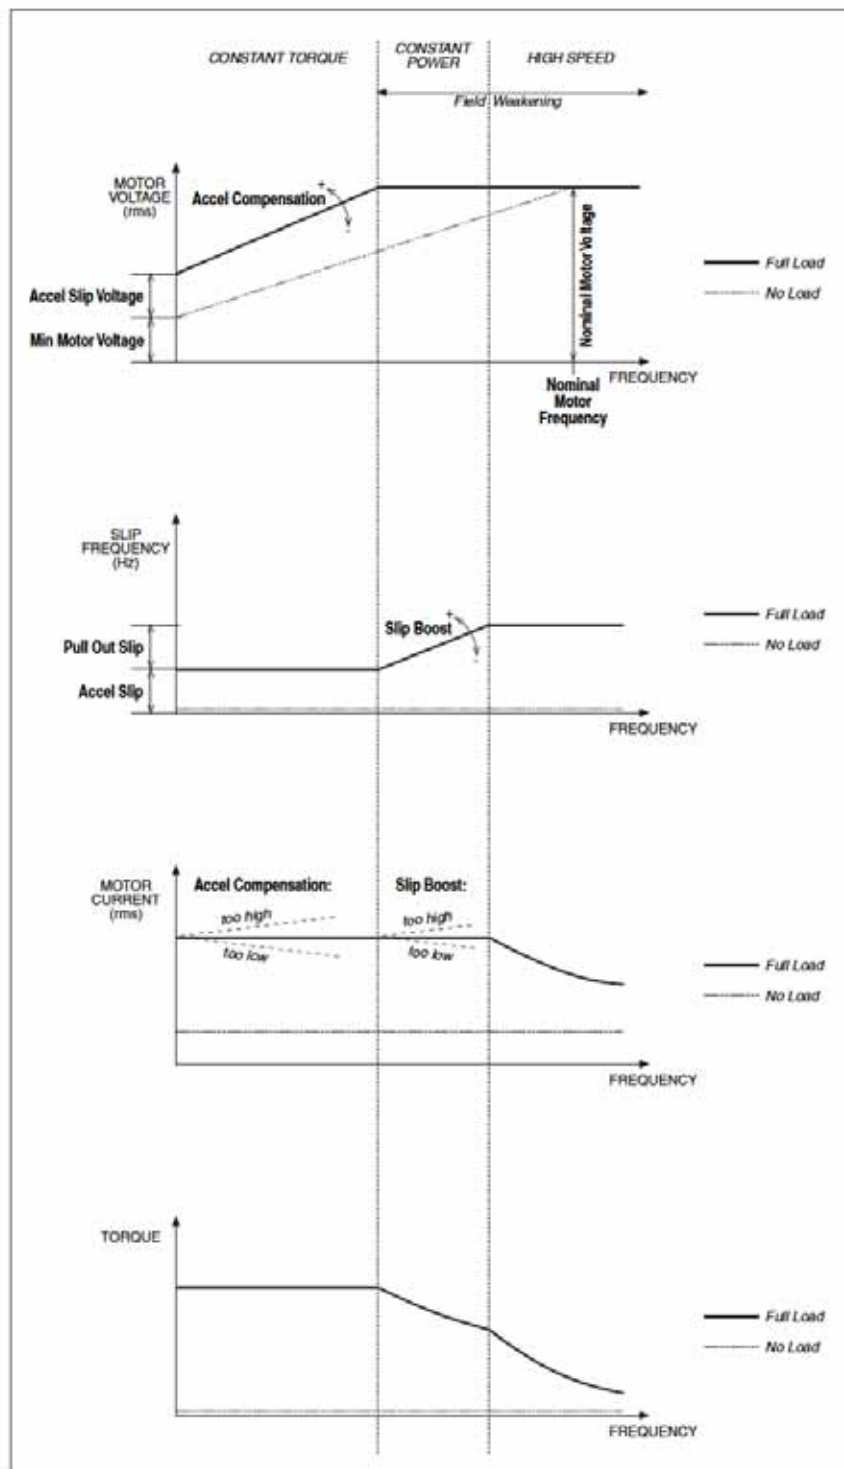 CONSTANT TORQUE
CONSTANT
POWER
HIGH SPEED
Field Weakening
MOTOR
VOLTAGE
(rms)
Accel Compensation
+
-
Accel Slip Voltage
Min Motor Voltage
Nominal Motor Voltage
Full Load
No Load
FREQUENCY
Nominal
Motor
Frequency
SLIP
FREQUENCY
(Hz)
Slip Boost
+
-
Pull Out Slip
Accel Slip
Full Load
No Load
FREQUENCY
MOTOR
CURRENT
(rms)
Accel Compensation:
too high
too low
Slip Boost:
too high
too low
Full Load
No Load
FREQUENCY
TORQUE
Full Load
No Load
FREQUENCY